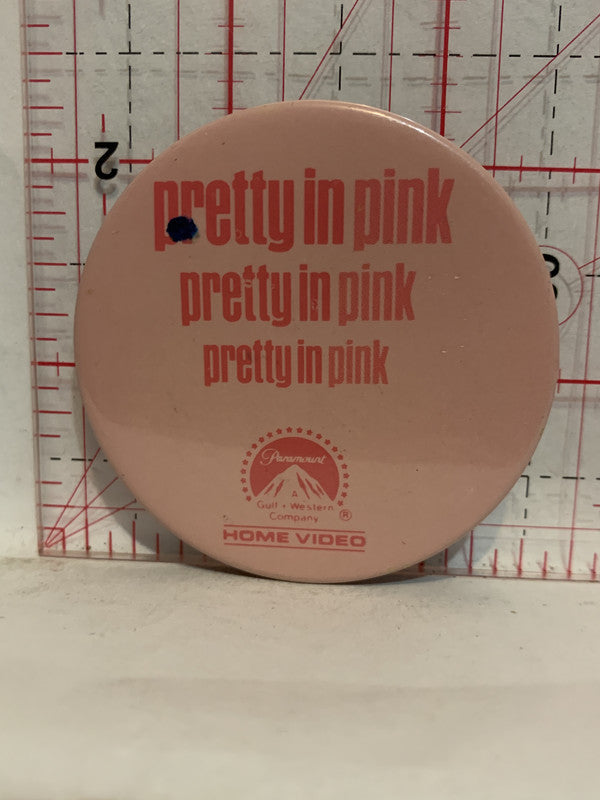 2
pretty in pink
pretty in pink
pretty in pink
Paramount
A
Gulf + Western
Company ®
HOME VIDEO